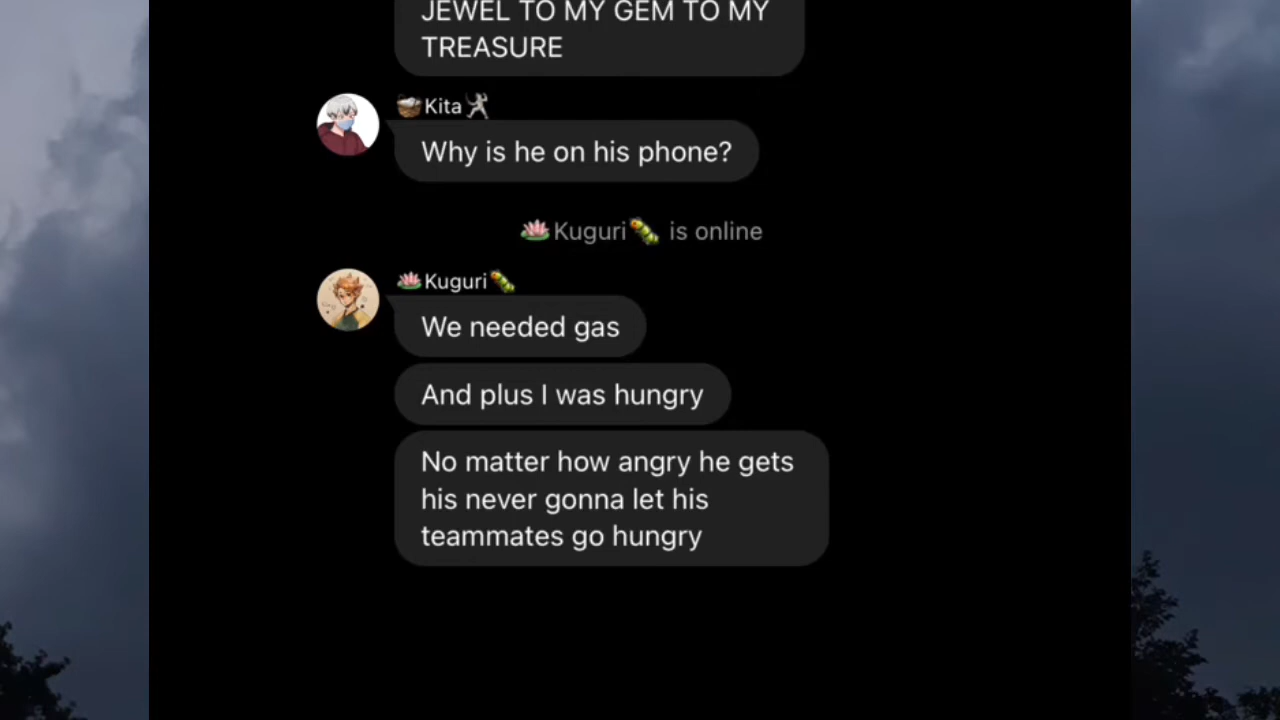 JEWEL TO MY GEM TO MY
TREASURE
🧺Kita🤺
Why is he on his phone?
🪷Kuguri🐛 is online
🪷Kuguri🐛
We needed gas
And plus I was hungry
No matter how angry he gets
his never gonna let his
teammates go hungry